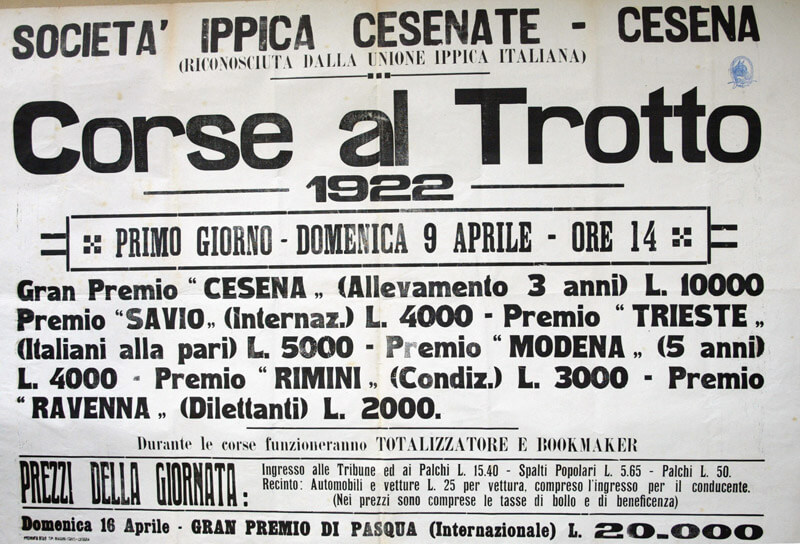 SOCIETA' IPPICA CESENATE - CESENA
(RICONOSCIUTA DALLA UNIONE IPPICA ITALIANA)
Corse al Trotto
1922
PRIMO GIORNO - DOMENICA 9 APRILE - ORE 14
Gran Premio " CESENA „ (Allevamento 3 anni) L. 10000
Premio "SAVIO„ (Internaz.) L. 4000 - Premio " TRIESTE „
(Italiani alla pari) L. 5000 - Premio " MODENA „ (5 anni)
L. 4000 - Premio " RIMINI „ (Condiz.) L. 3000 - Premio
" RAVENNA „ (Dilettanti) L. 2000.
Durante le corse funzioneranno TOTALIZZATORE E BOOKMAKER
PREZZI DELLA GIORNATA:
Ingresso alle Tribune ed ai Palchi L. 15.40 - Spalti Popolari L. 5.65 - Palchi L. 50.
Recinto: Automobili e vetture L. 25 per vettura, compreso l'ingresso per il conducente.
(Nei prezzi sono comprese le tasse di bollo e di beneficenza)
Domenica 16 Aprile - GRAN PREMIO DI PASQUA (Internazionale) L. 20.000